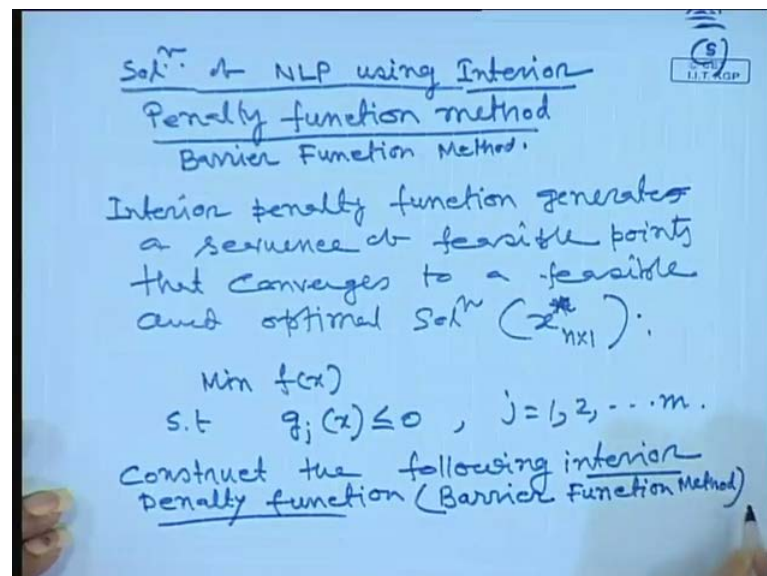 Solⁿ. of NLP using Interior
Penalty function method
Barrier Function Method.
(5)
I.I.T. KGP
Interior penalty function generates
a sequence of feasible points
that converges to a feasible
and optimal Solⁿ (x*ₙₓ₁).
Min f(x)
s.t gⱼ(x) ≤ 0 , j = 1, 2, ... m.
Construct the following interior
Penalty function (Barrier Function Method)